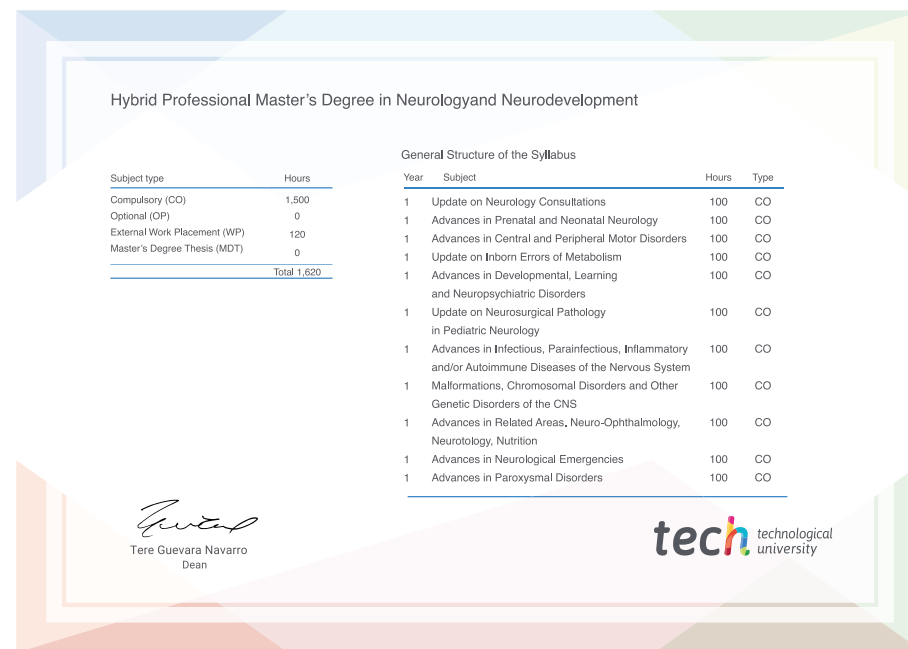 Hybrid Professional Master's Degree in Neurologyand Neurodevelopment
Subject type Hours
Compulsory (CO) 1,500
Optional (OP) 0
External Work Placement (WP) 120
Master's Degree Thesis (MDT) 0
Total 1,620
General Structure of the Syllabus
Year Subject Hours Type
1 Update on Neurology Consultations 100 CO
1 Advances in Prenatal and Neonatal Neurology 100 CO
1 Advances in Central and Peripheral Motor Disorders 100 CO
1 Update on Inborn Errors of Metabolism 100 CO
1 Advances in Developmental, Learning 100 CO
and Neuropsychiatric Disorders
1 Update on Neurosurgical Pathology 100 CO
in Pediatric Neurology
1 Advances in Infectious, Parainfectious, Inflammatory 100 CO
and/or Autoimmune Diseases of the Nervous System
1 Malformations, Chromosomal Disorders and Other 100 CO
Genetic Disorders of the CNS
1 Advances in Related Areas. Neuro-Ophthalmology, 100 CO
Neurotology, Nutrition
1 Advances in Neurological Emergencies 100 CO
1 Advances in Paroxysmal Disorders 100 CO
Tere Guevara Navarro
Dean
tech technological
university